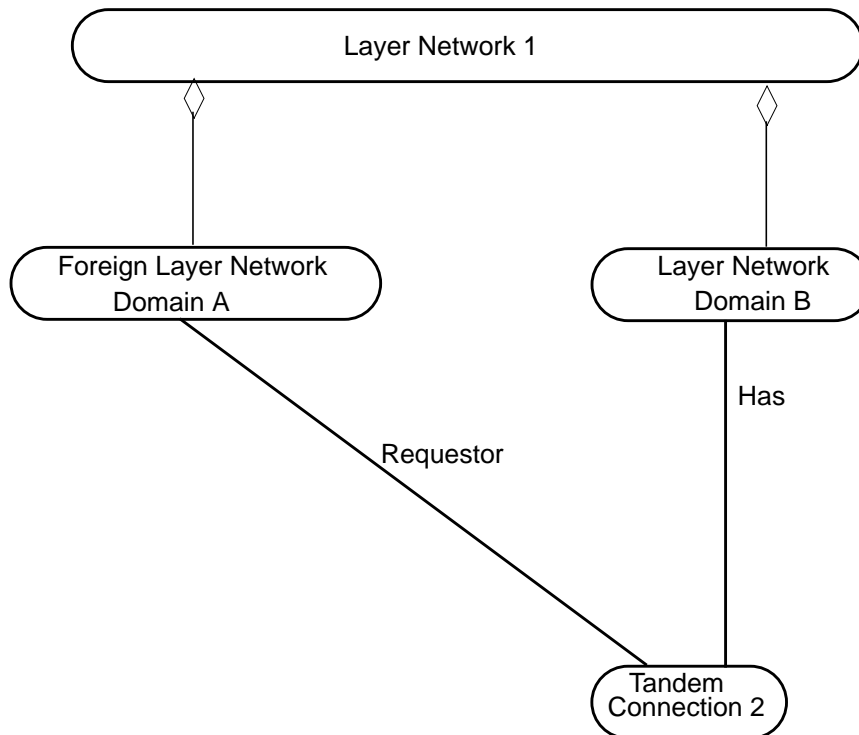 Layer Network 1
Foreign Layer Network
Domain A
Layer Network
Domain B
Has
Requestor
Tandem
Connection 2